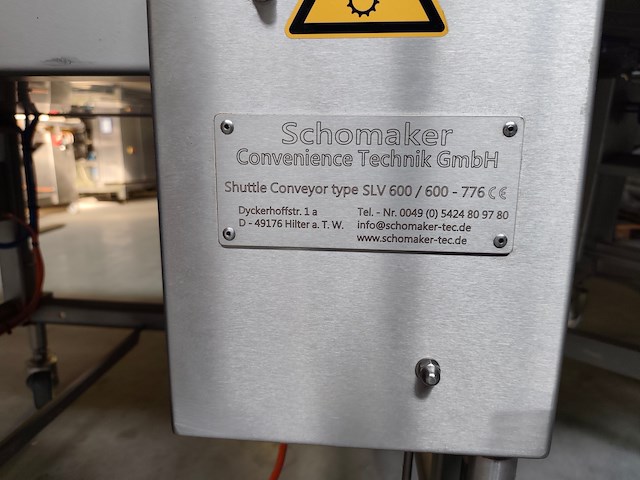 Schomaker
Convenience Technik GmbH
Shuttle Conveyor type SLV 600 / 600 - 776 CE
Dyckerhoffstr. 1 a
D - 49176 Hilter a. T. W.
Tel. - Nr. 0049 (0) 5424 80 97 80
info@schomaker-tec.de
www.schomaker-tec.de